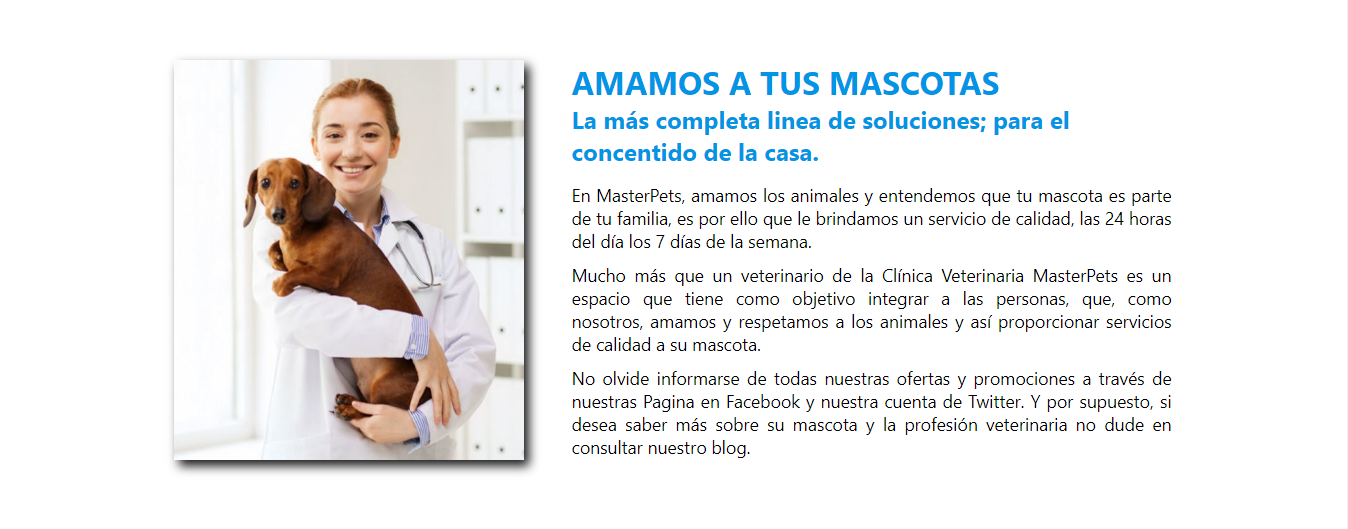 AMAMOS A TUS MASCOTAS
La más completa linea de soluciones; para el
concentido de la casa.
En MasterPets, amamos los animales y entendemos que tu mascota es parte
de tu familia, es por ello que le brindamos un servicio de calidad, las 24 horas
del día los 7 días de la semana.
Mucho más que un veterinario de la Clínica Veterinaria MasterPets es un
espacio que tiene como objetivo integrar a las personas, que, como
nosotros, amamos y respetamos a los animales y así proporcionar servicios
de calidad a su mascota.
No olvide informarse de todas nuestras ofertas y promociones a través de
nuestras Pagina en Facebook y nuestra cuenta de Twitter. Y por supuesto, si
desea saber más sobre su mascota y la profesión veterinaria no dude en
consultar nuestro blog.